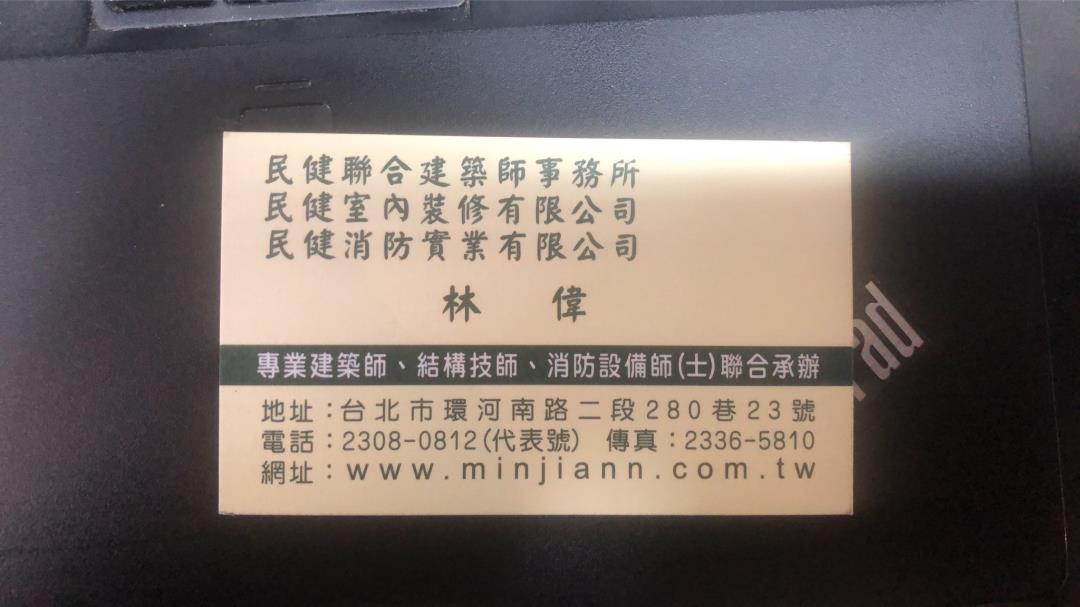 民健聯合建築師事務所
民健室內裝修有限公司
民健消防實業有限公司
林 偉
專業建築師、結構技師、消防設備師(士)聯合承辦
地址：台北市環河南路二段280巷23號
電話：2308-0812(代表號) 傳真：2336-5810
網址：www.minjiann.com.tw